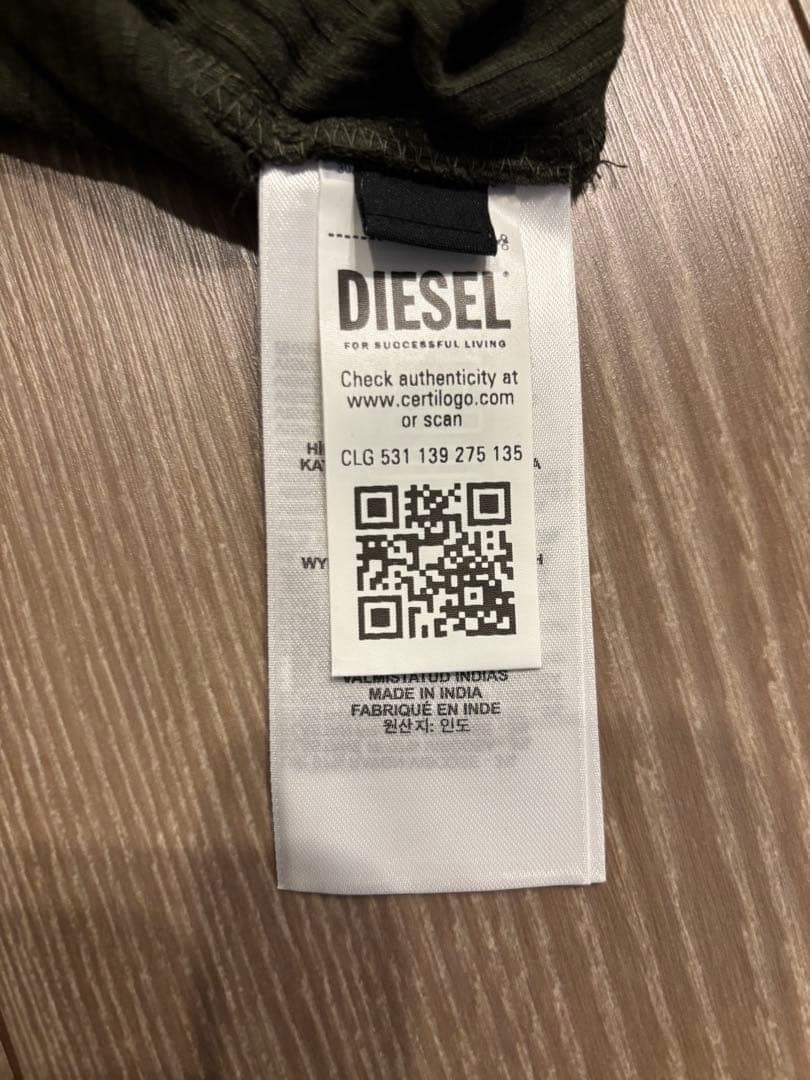 DIESEL
FOR SUCCESSFUL LIVING
Check authenticity at
www.certilogo.com
or scan
CLG 531 139 275 135
VALMISTATUD INDIAS
MADE IN INDIA
FABRIQUÉ EN INDE
원산지: 인도